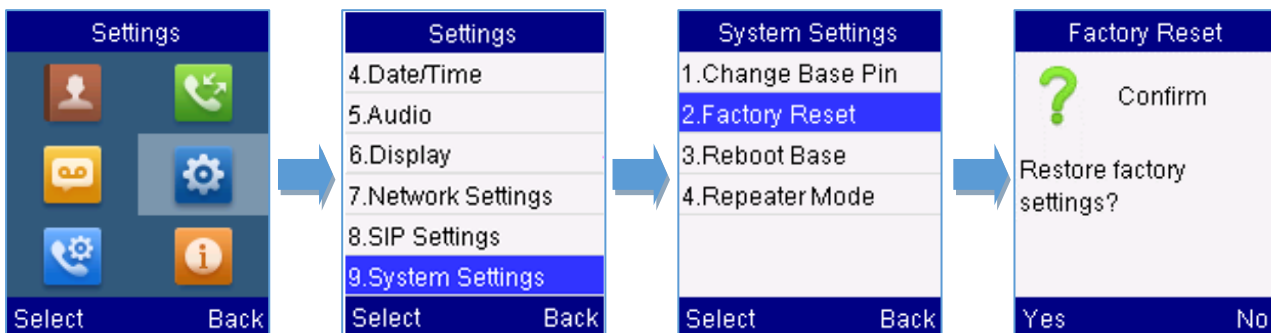 Settings
Select Back
Settings
4.Date/Time
5.Audio
6.Display
7.Network Settings
8.SIP Settings
9.System Settings
Select Back
System Settings
1.Change Base Pin
2.Factory Reset
3.Reboot Base
4.Repeater Mode
Select Back
Factory Reset
Confirm
Restore factory
settings?
Yes No